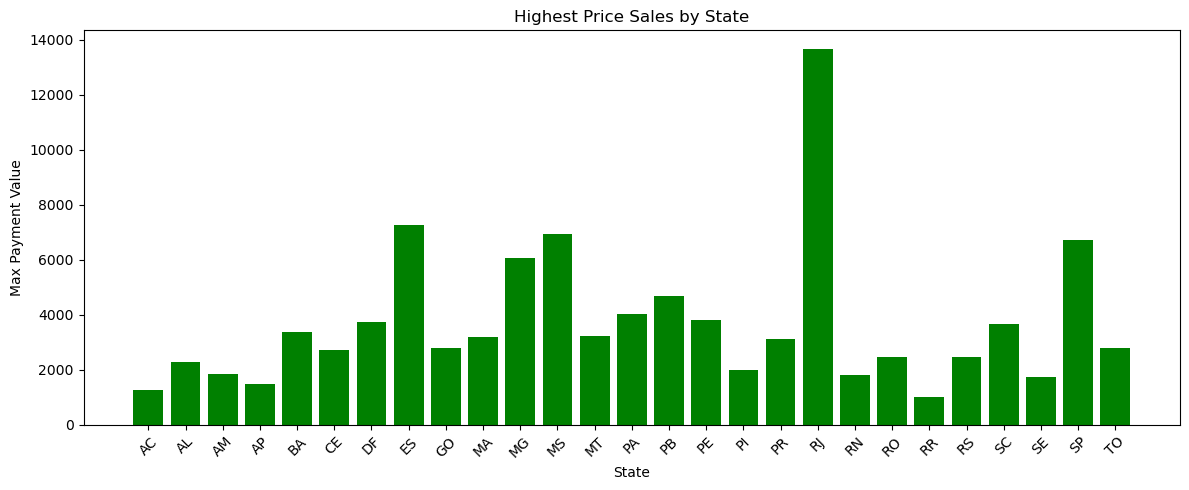 Highest Price Sales by State
Max Payment Value
14000
12000
10000
8000
6000
4000
2000
0
AC AL AM AP BA CE DF ES GO MA MG MS MT PA PB PE PI PR RJ RN RO RR RS SC SE SP TO
State